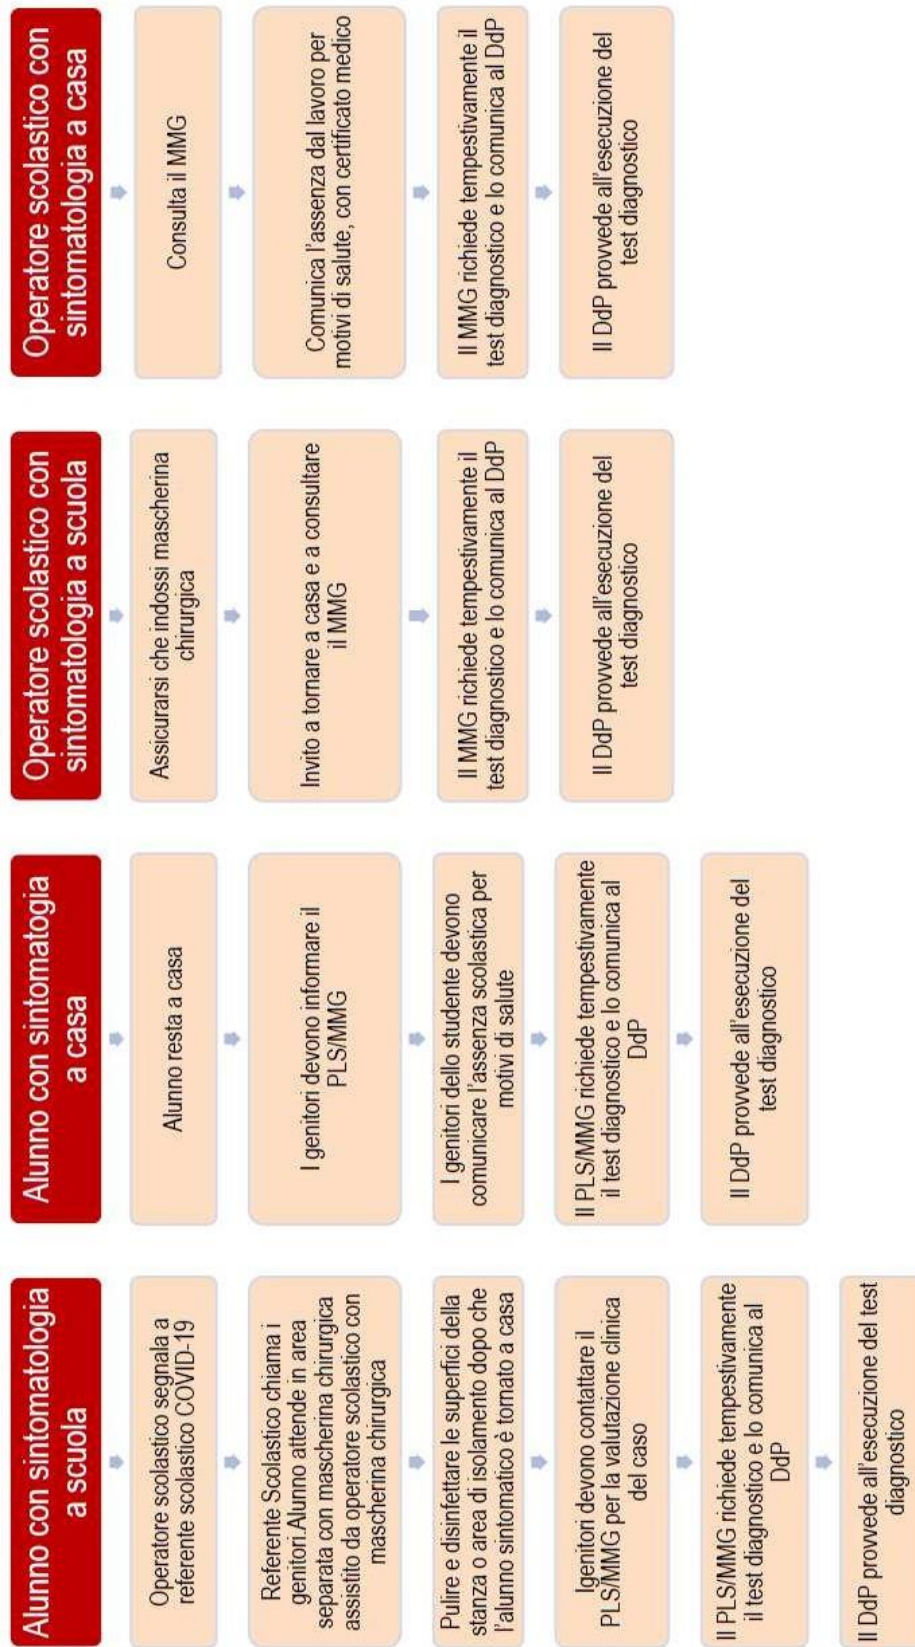 Alunno con sintomatologia
a scuola
Operatore scolastico segnala a
referente scolastico COVID-19
Referente Scolastico chiama i
genitori.Alunno attende in area
separata con mascherina chirurgica
assistito da operatore scolastico con
mascherina chirurgica
Pulire e disinfettare le superfici della
stanza o area di isolamento dopo che
l'alunno sintomatico è tornato a casa
Igenitori devono contattare il
PLS/MMG per la valutazione clinica
del caso
Il PLS/MMG richiede tempestivamente
il test diagnostico e lo comunica al
DdP
Il DdP provvede all'esecuzione del test
diagnostico
Alunno con sintomatogia
a casa
Alunno resta a casa
I genitori devono informare il
PLS/MMG
I genitori dello studente devono
comunicare l'assenza scolastica per
motivi di salute
Il PLS/MMG richiede tempestivamente
il test diagnostico e lo comunica al
DdP
Il DdP provvede all'esecuzione del
test diagnostico
Operatore scolastico con
sintomatologia a scuola
Assicurarsi che indossi mascherina
chirurgica
Invito a tornare a casa e a consultare
il MMG
Il MMG richiede tempestivamente il
test diagnostico e lo comunica al DdP
Il DdP provvede all'esecuzione del
test diagnostico
Operatore scolastico con
sintomatologia a casa
Consulta il MMG
Comunica l'assenza dal lavoro per
motivi di salute, con certificato medico
Il MMG richiede tempestivamente il
test diagnostico e lo comunica al DdP
Il DdP provvede all'esecuzione del
test diagnostico